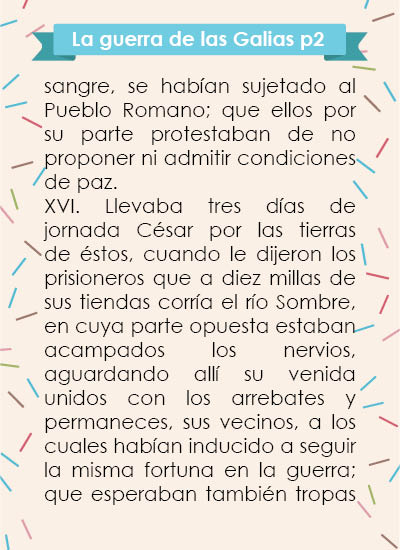 La guerra de las Galias p2
sangre, se habían sujetado al
Pueblo Romano; que ellos por
su parte protestaban de no
proponer ni admitir condiciones
de paz.
XVI. Llevaba tres días de
jornada César por las tierras
de éstos, cuando le dijeron los
prisioneros que a diez millas de
sus tiendas corría el río Sombre,
en cuya parte opuesta estaban
acampados los nervios,
aguardando allí su venida
unidos con los arrebates y
permaneces, sus vecinos, a los
cuales habían inducido a seguir
la misma fortuna en la guerra;
que esperaban también tropas